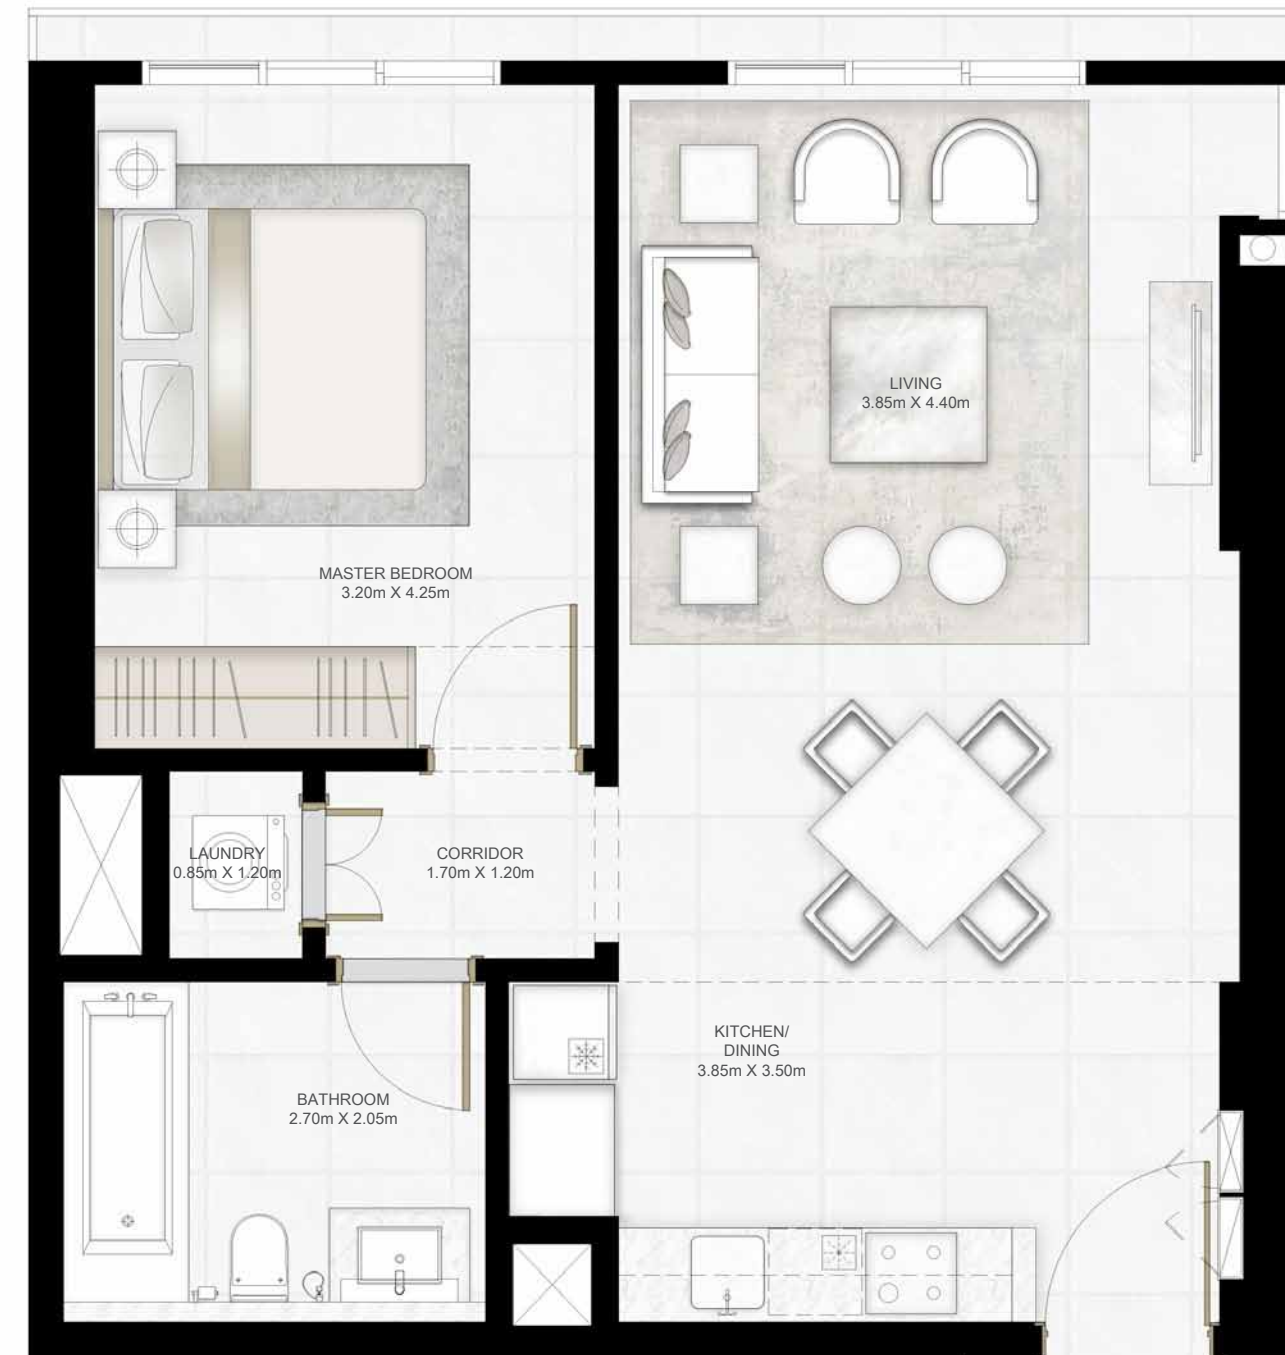 LIVING
3.85m X 4.40m
MASTER BEDROOM
3.20m X 4.25m
LAUNDRY
0.85m X 1.20m
CORRIDOR
1.70m X 1.20m
KITCHEN/
DINING
3.85m X 3.50m
BATHROOM
2.70m X 2.05m